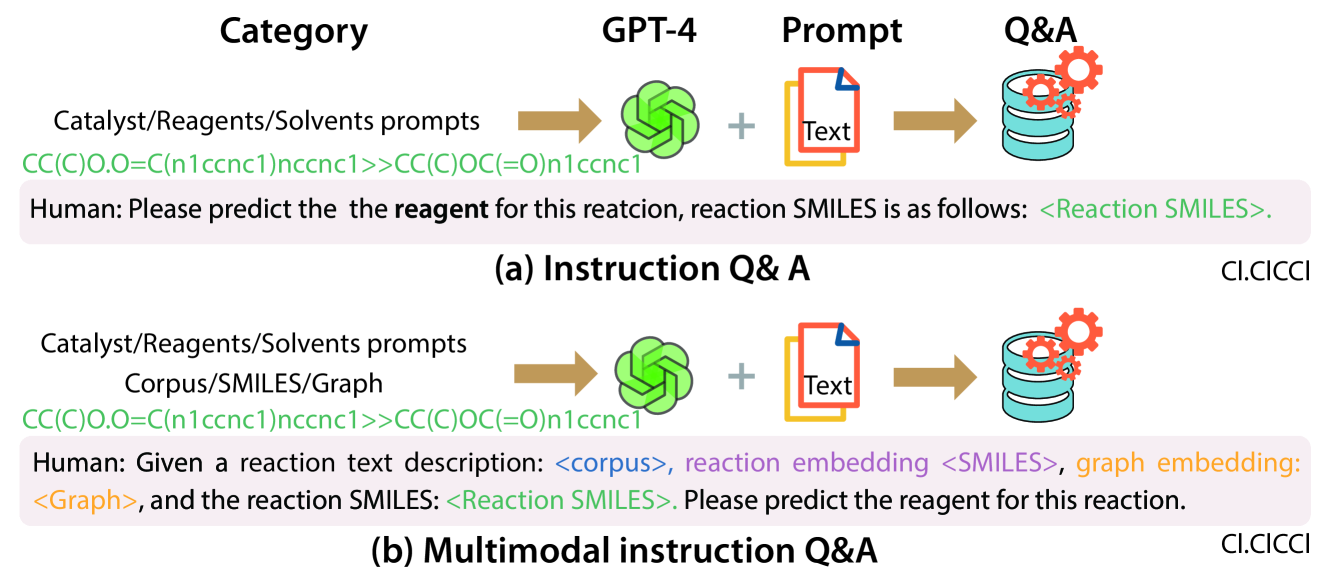 Category GPT-4 Prompt Q&A
Catalyst/Reagents/Solvents prompts
Text
CC(C)O.O=C(n1ccnc1)nccnc1>>CC(C)OC(=O)n1ccnc1
Human: Please predict the the reagent for this reatcion, reaction SMILES is as follows: <Reaction SMILES>.
(a) Instruction Q& A
Cl.ClCCl
Catalyst/Reagents/Solvents prompts
Corpus/SMILES/Graph
Text
CC(C)O.O=C(n1ccnc1)nccnc1>>CC(C)OC(=O)n1ccnc1
Human: Given a reaction text description: <corpus>, reaction embedding <SMILES>, graph embedding:
<Graph>, and the reaction SMILES: <Reaction SMILES>. Please predict the reagent for this reaction.
(b) Multimodal instruction Q&A
Cl.ClCCl